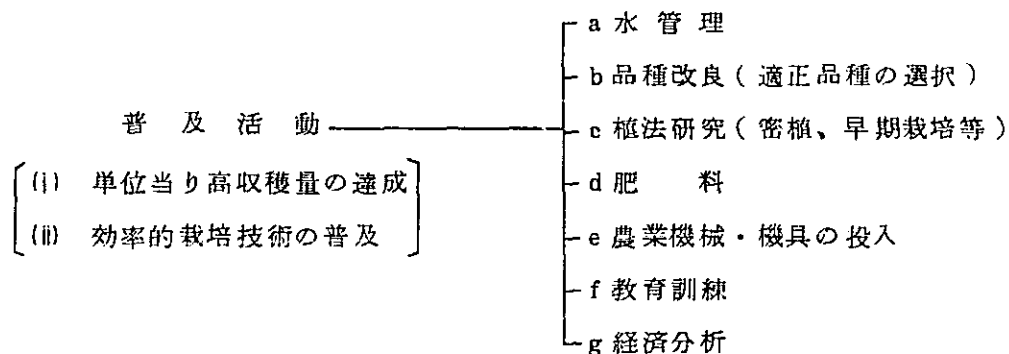 a 水管理
b 品種改良(適正品種の選択)
普及活動
c 植法研究(密植、早期栽培等)
(i) 単位当り高収穫量の達成
d 肥料
(ii) 効率的栽培技術の普及
e 農業機械・機具の投入
f 教育訓練
g 経済分析